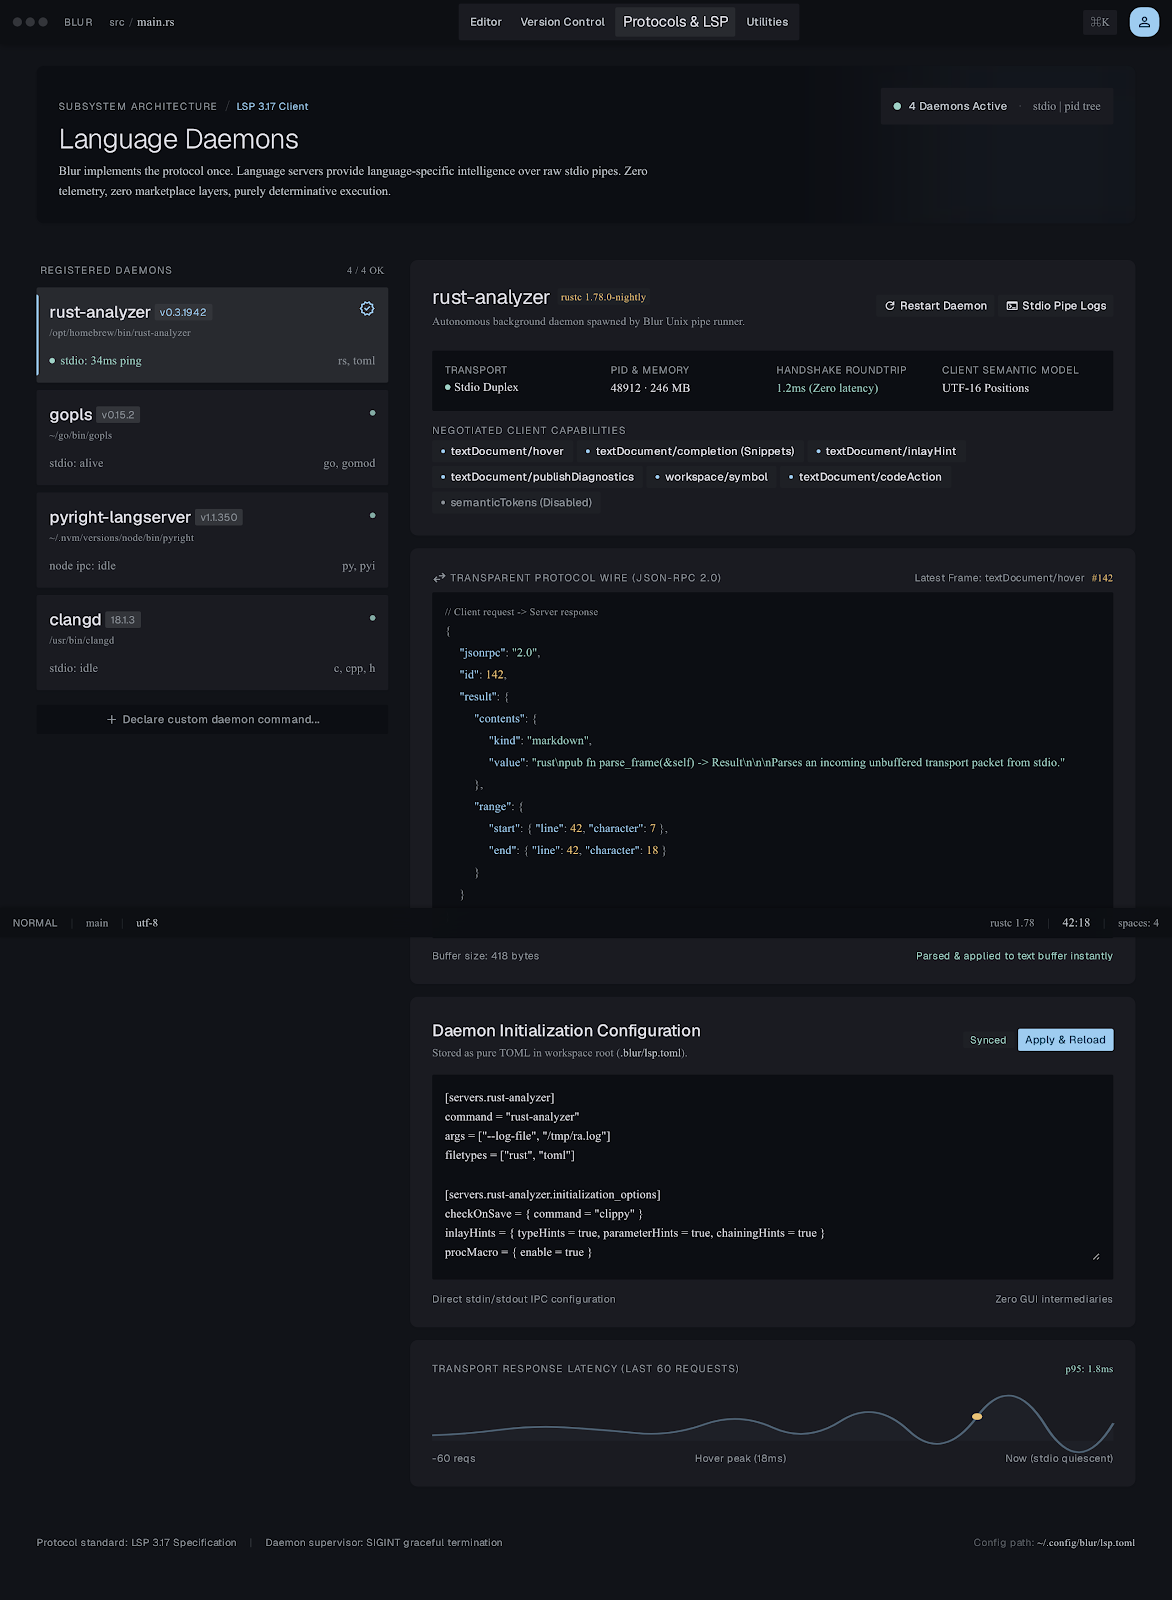 BLUR
src / main.rs
Editor Version Control Protocols & LSP Utilities
⌘K
SUBSYSTEM ARCHITECTURE / LSP 3.17 Client
4 Daemons Active · stdio | pid tree
Language Daemons
Blur implements the protocol once. Language servers provide language-specific intelligence over raw stdio pipes. Zero
telemetry, zero marketplace layers, purely determinative execution.
REGISTERED DAEMONS 4 / 4 OK
rust-analyzer v0.3.1942
/opt/homebrew/bin/rust-analyzer
stdio: 34ms ping rs, toml
gopls v0.15.2
~/go/bin/gopls
stdio: alive go, gomod
pyright-langserver v1.1.350
~/.nvm/versions/node/bin/pyright
node ipc: idle py, pyi
clangd 18.1.3
/usr/bin/clangd
stdio: idle c, cpp, h
+ Declare custom daemon command...
rust-analyzer rustc 1.78.0-nightly
Autonomous background daemon spawned by Blur Unix pipe runner.
Restart Daemon Stdio Pipe Logs
TRANSPORT PID & MEMORY HANDSHAKE ROUNDTRIP CLIENT SEMANTIC MODEL
Stdio Duplex 48912 · 246 MB 1.2ms (Zero latency) UTF-16 Positions
NEGOTIATED CLIENT CAPABILITIES
• textDocument/hover • textDocument/completion (Snippets) • textDocument/inlayHint
• textDocument/publishDiagnostics • workspace/symbol • textDocument/codeAction
• semanticTokens (Disabled)
TRANSPARENT PROTOCOL WIRE (JSON-RPC 2.0) Latest Frame: textDocument/hover #142
// Client request -> Server response
{
"jsonrpc": "2.0",
"id": 142,
"result": {
"contents": {
"kind": "markdown",
"value": "rust\npub fn parse_frame(&self) -> Result\n\n\nParses an incoming unbuffered transport packet from stdio."
},
"range": {
"start": { "line": 42, "character": 7 },
"end": { "line": 42, "character": 18 }
}
}
NORMAL | main | utf-8 rustc 1.78 | 42:18 | spaces: 4
Buffer size: 418 bytes Parsed & applied to text buffer instantly
Daemon Initialization Configuration
Stored as pure TOML in workspace root (.blur/lsp.toml).
Synced Apply & Reload
[servers.rust-analyzer]
command = "rust-analyzer"
args = ["--log-file", "/tmp/ra.log"]
filetypes = ["rust", "toml"]
[servers.rust-analyzer.initialization_options]
checkOnSave = { command = "clippy" }
inlayHints = { typeHints = true, parameterHints = true, chainingHints = true }
procMacro = { enable = true }
Direct stdin/stdout IPC configuration Zero GUI intermediaries
TRANSPORT RESPONSE LATENCY (LAST 60 REQUESTS) p95: 1.8ms
-60 reqs Hover peak (18ms) Now (stdio quiescent)
Protocol standard: LSP 3.17 Specification | Daemon supervisor: SIGINT graceful termination Config path: ~/.config/blur/lsp.toml